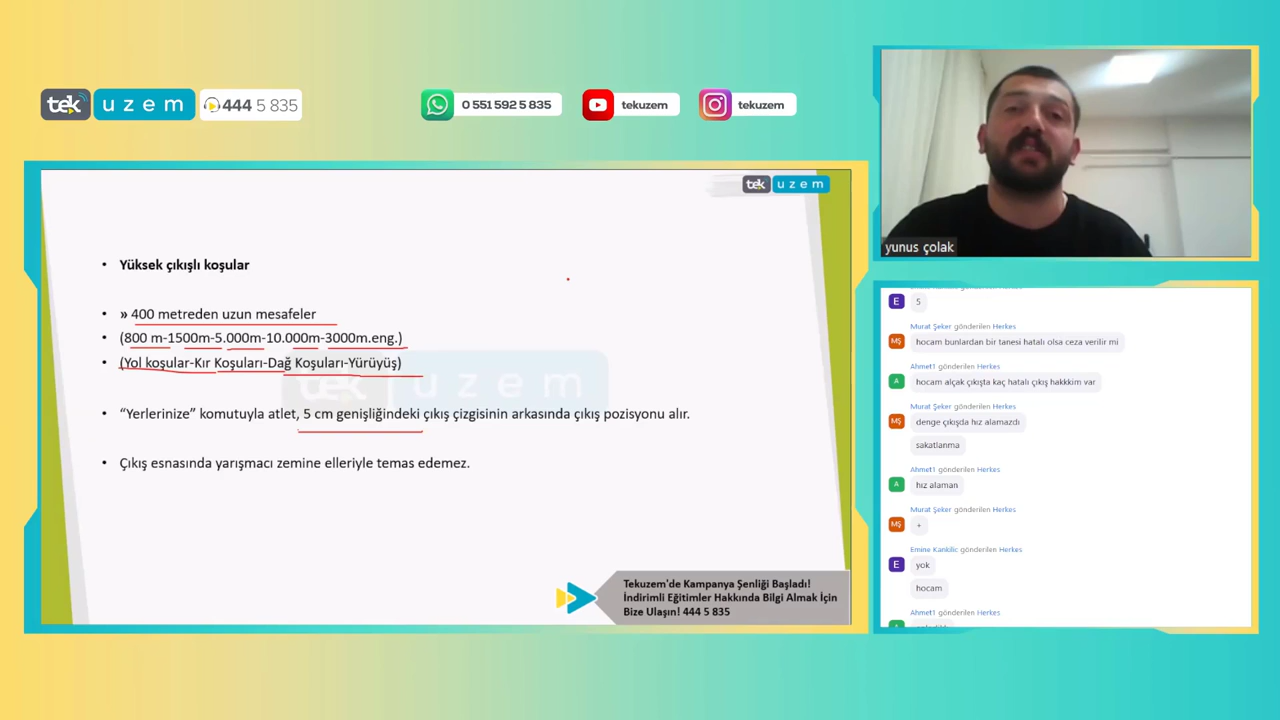 tek uzem 444 5 835
0 551 592 5 835 tekuzem tekuzem
tek uzem
• Yüksek çıkışlı koşular
• » 400 metreden uzun mesafeler
• (800 m-1500m-5.000m-10.000m-3000m.eng.)
• (Yol koşular-Kır Koşuları-Dağ Koşuları-Yürüyüş)
tek uzem
• “Yerlerinize” komutuyla atlet, 5 cm genişliğindeki çıkış çizgisinin arkasında çıkış pozisyonu alır.
• Çıkış esnasında yarışmacı zemine elleriyle temas edemez.
Tekuzem'de Kampanya Şenliği Başladı!
İndirimli Eğitimler Hakkında Bilgi Almak İçin
Bize Ulaşın! 444 5 835
yunus çolak
E 5
Murat Şeker gönderilen Herkes
MŞ hocam bunlardan bir tanesi hatalı olsa ceza verilir mi
Ahmet1 gönderilen Herkes
A hocam alçak çıkışta kaç hatalı çıkış hakkkim var
Murat Şeker gönderilen Herkes
MŞ denge çıkışda hız alamazdı
sakatlanma
Ahmet1 gönderilen Herkes
A hız alaman
Murat Şeker gönderilen Herkes
MŞ +
Emine Kankilic gönderilen Herkes
E yok
hocam
Ahmet1 gönderilen Herkes